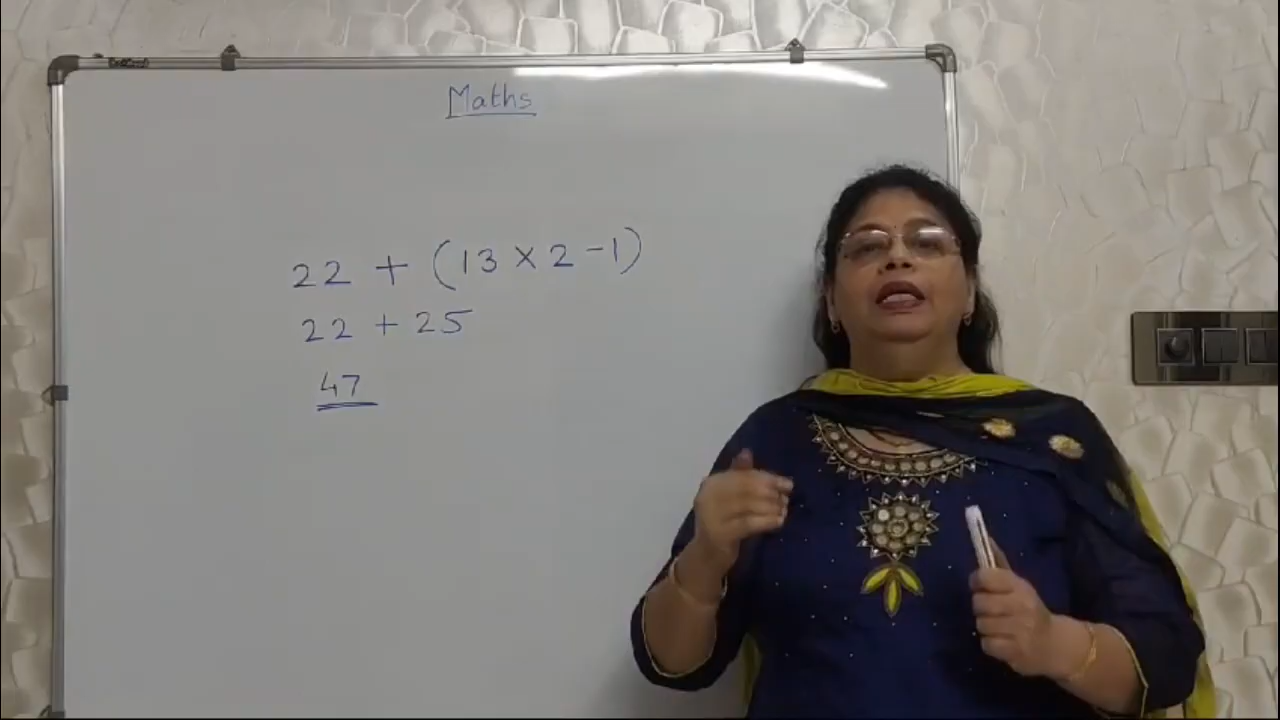 Maths
22 + (13 × 2 - 1)
22 + 25
47